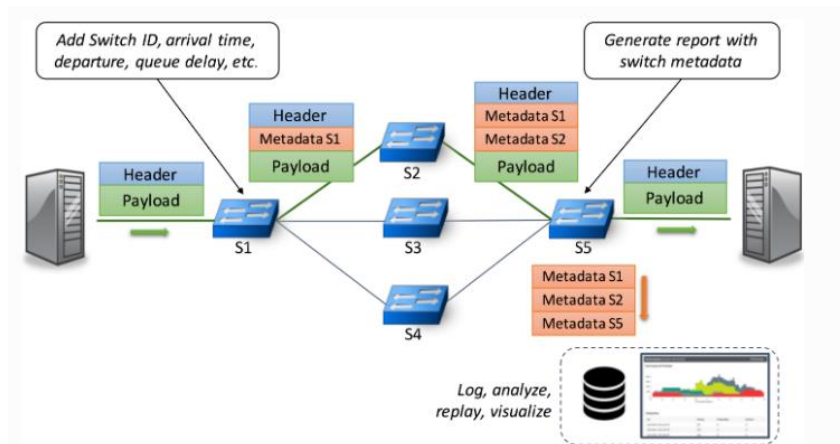 Add Switch ID, arrival time,
departure, queue delay, etc.
Generate report with
switch metadata
Header
Metadata S1
Payload
Header
Metadata S1
Metadata S2
Payload
Header
Payload
S2
Header
Payload
S1
S3
S5
S4
Metadata S1
Metadata S2
Metadata S5
Log, analyze,
replay, visualize